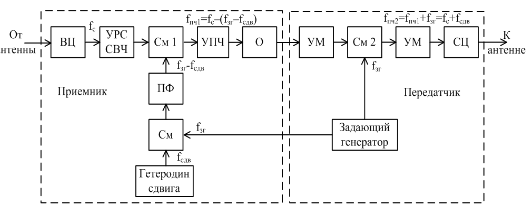 От
антенны
ВЦ
f_c
УРС
СВЧ
См 1
f_пч1=f_c–(f_зг–f_сдв)
УПЧ
О
УМ
См 2
f_пч2=f_пч1+f_зг=f_c+f_сдв
УМ
СЦ
К
антенне
f_зг-f_сдв
f_зг
Приемник
ПФ
Передатчик
См
f_зг
Задающий
генератор
f_сдв
Гетеродин
сдвига